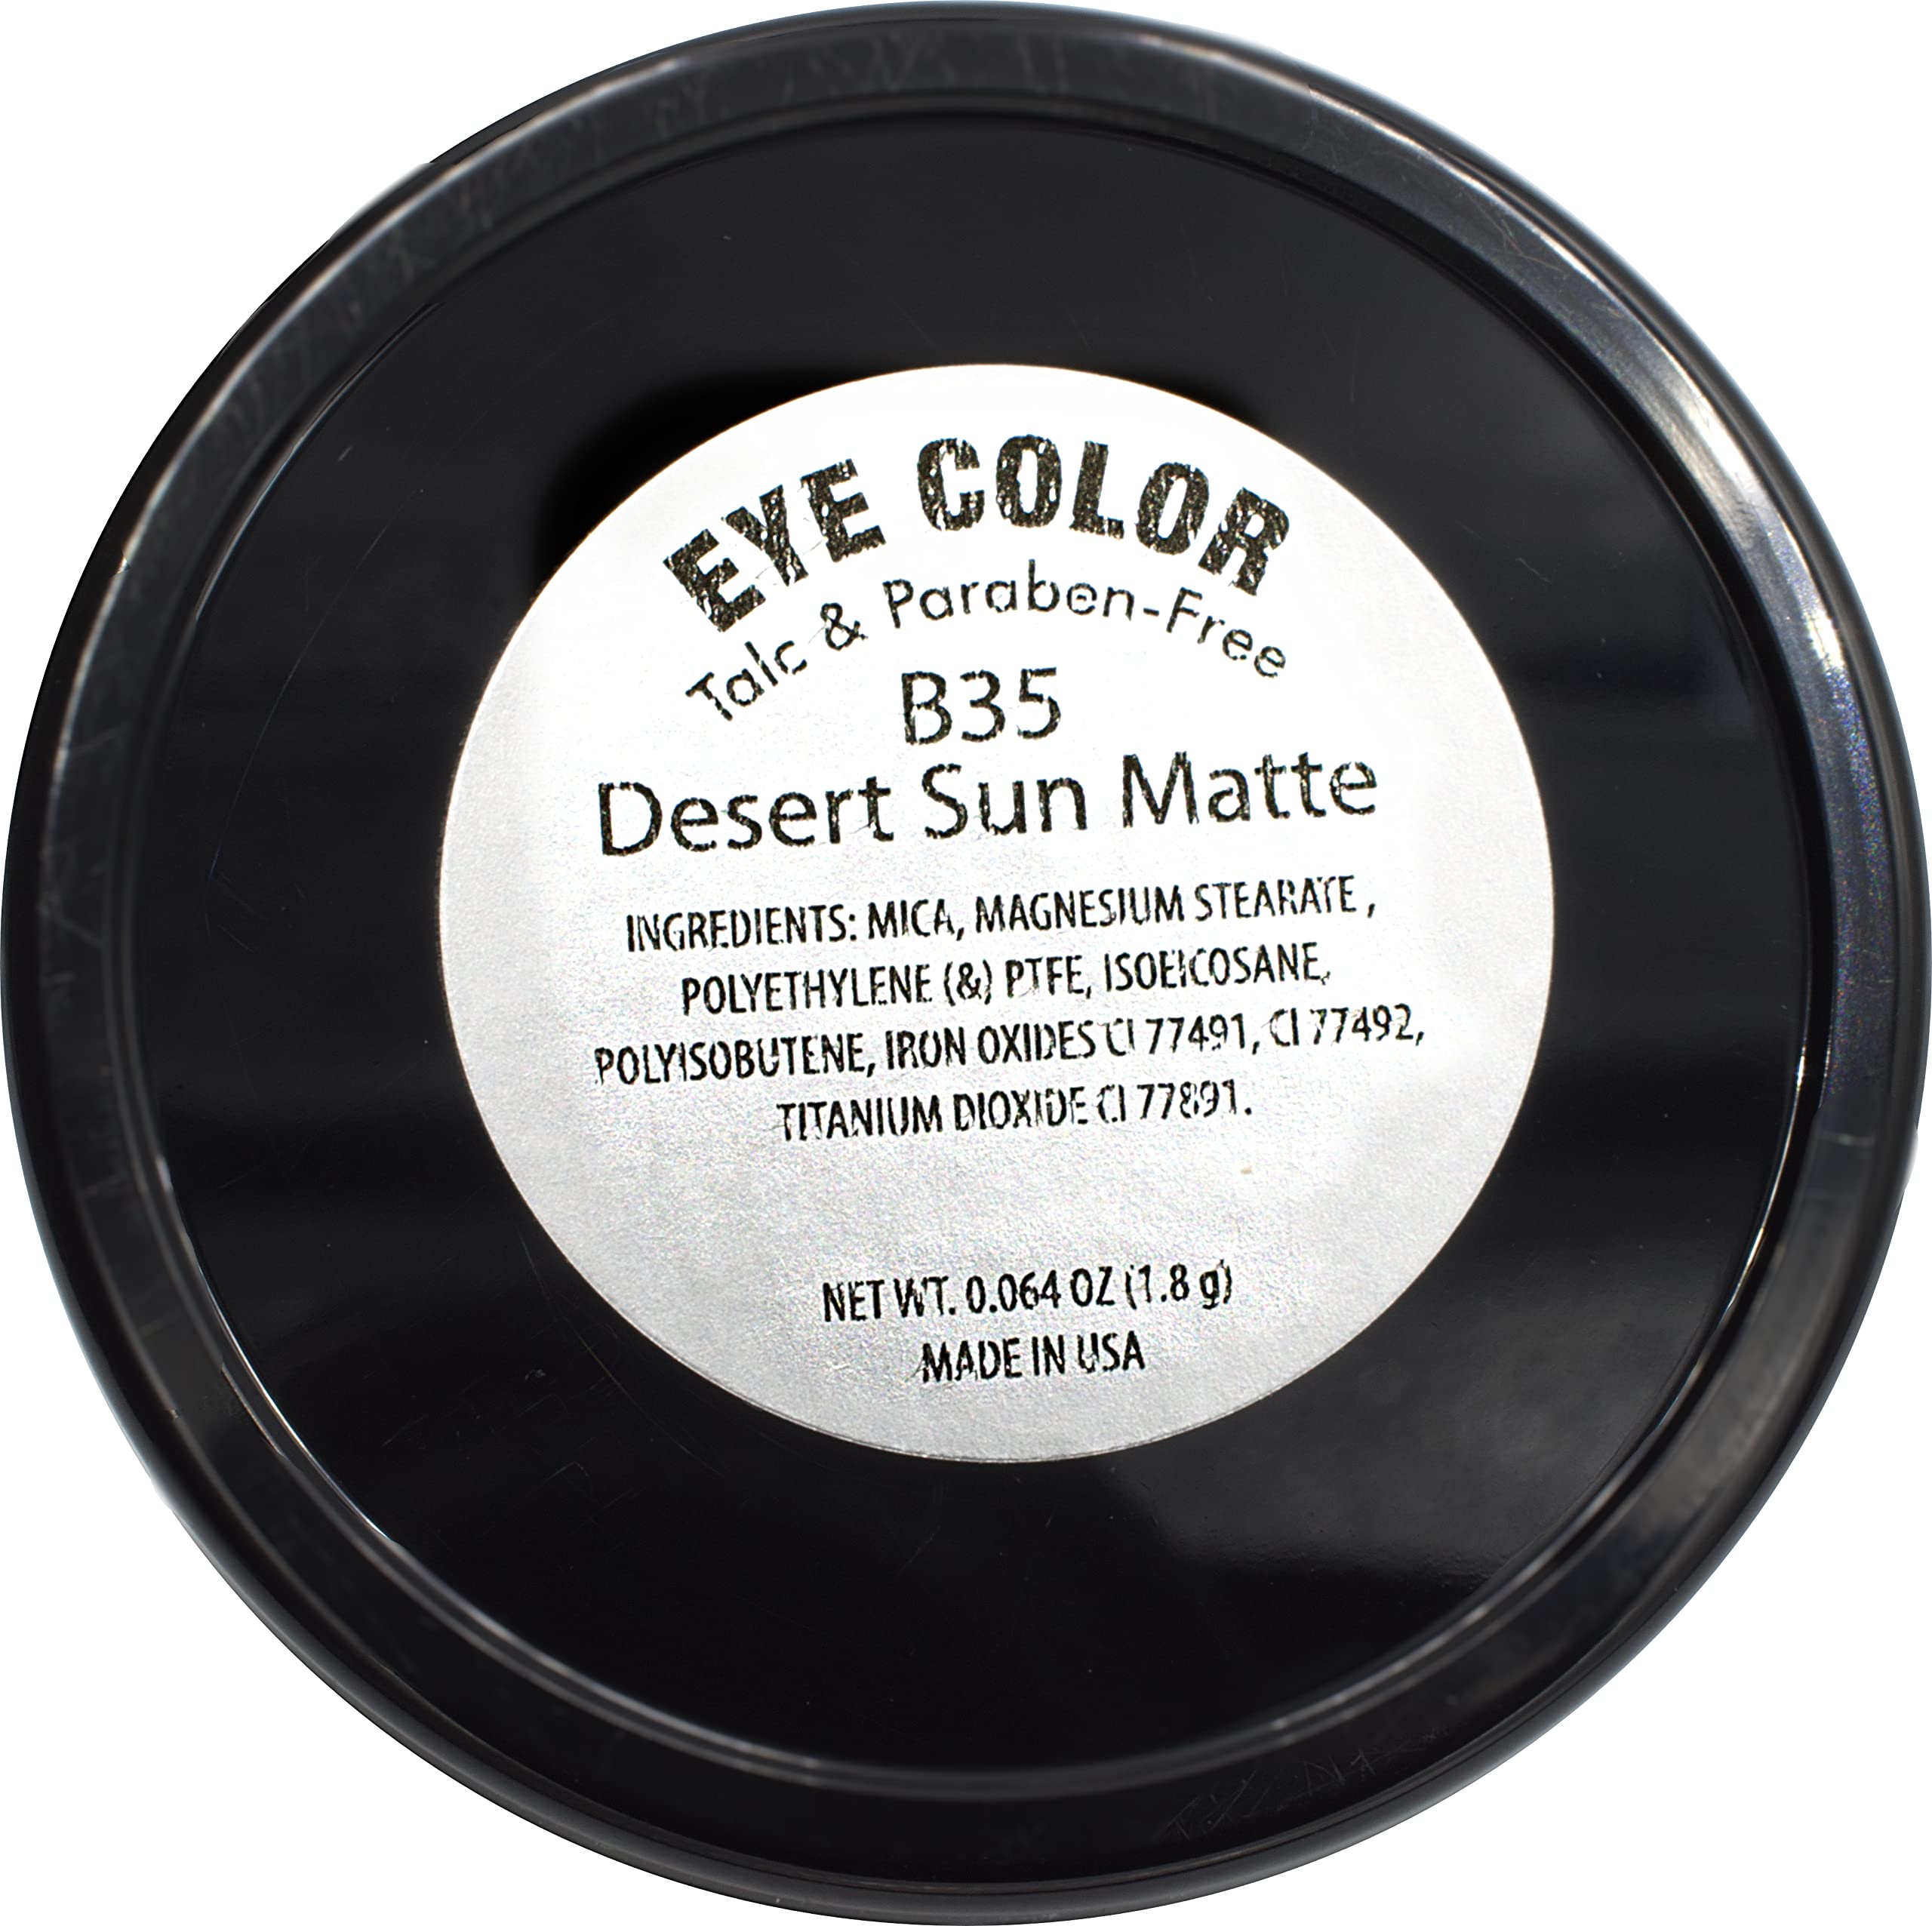 EYE COLOR
Talc & Paraben-Free
B35
Desert Sun Matte
INGREDIENTS: MICA, MAGNESIUM STEARATE ,
POLYETHYLENE (&) PTFE, ISOEICOSANE,
POLYISOBUTENE, IRON OXIDES CI 77491, CI 77492,
TITANIUM DIOXIDE CI 77891.
NET WT. 0.064 OZ (1.8 g)
MADE IN USA